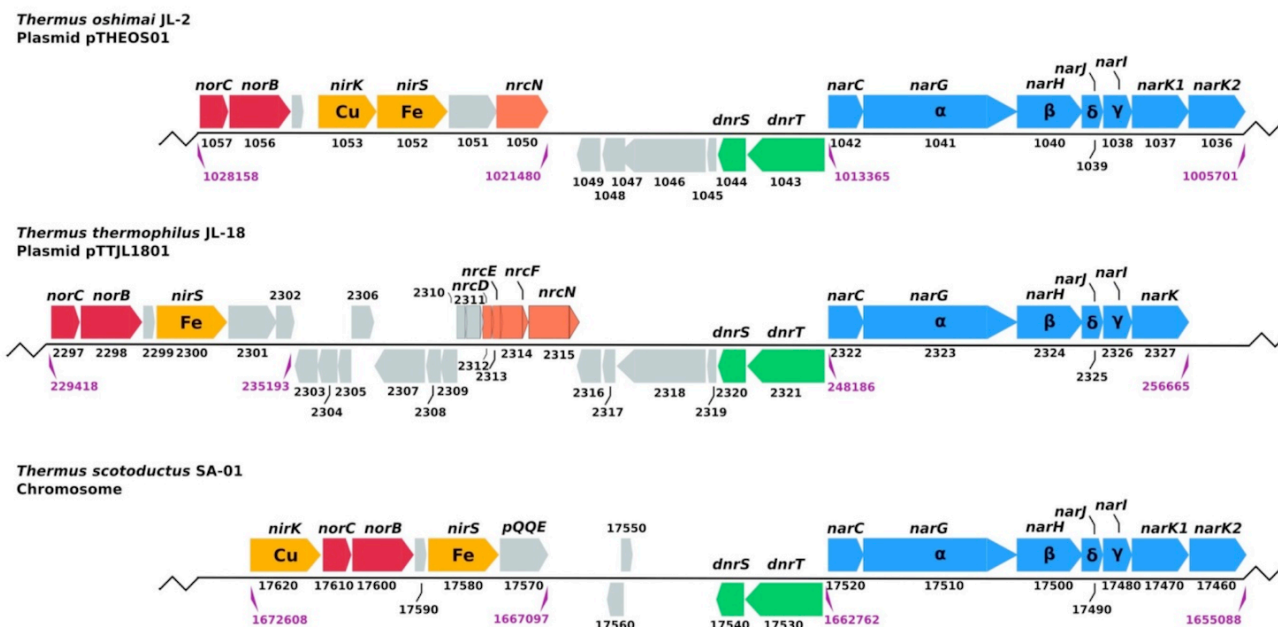 Thermus oshimai JL-2
Plasmid pTHEOS01
narJ narI
norC norB nirK nirS nrcN narC narG narH narK1 narK2
Cu Fe α β δ γ
dnrS dnrT
1057 1056 1053 1052 1051 1050 1042 1041 1040 1038 1037 1036
1039
1028158 1021480 1013365 1005701
1049 1047 1046 1044 1043
1048 1045
Thermus thermophilus JL-18
Plasmid pTTJL1801
nrcE nrcF narJ narI
2302 2306 2310 nrcD
2311
norC norB nirS nrcN narC narG narH narK
Fe α β δ γ
dnrS dnrT
2297 2298 2299 2300 2301 2312 2314 2315 2322 2323 2324 2326 2327
2313 2325
229418 235193 248186 256665
2303 2305 2307 2309 2316 2318 2320 2321
2304 2308 2317 2319
Thermus scotoductus SA-01
Chromosome
narJ narI
nirK norC norB nirS pQQE 17550 narC narG narH narK1 narK2
Cu Fe α β δ γ
dnrS dnrT
17620 17610 17600 17580 17570 17520 17510 17500 17480 17470 17460
17590 17490
1672608 1667097 1662762 1655088
17560 17540 17530